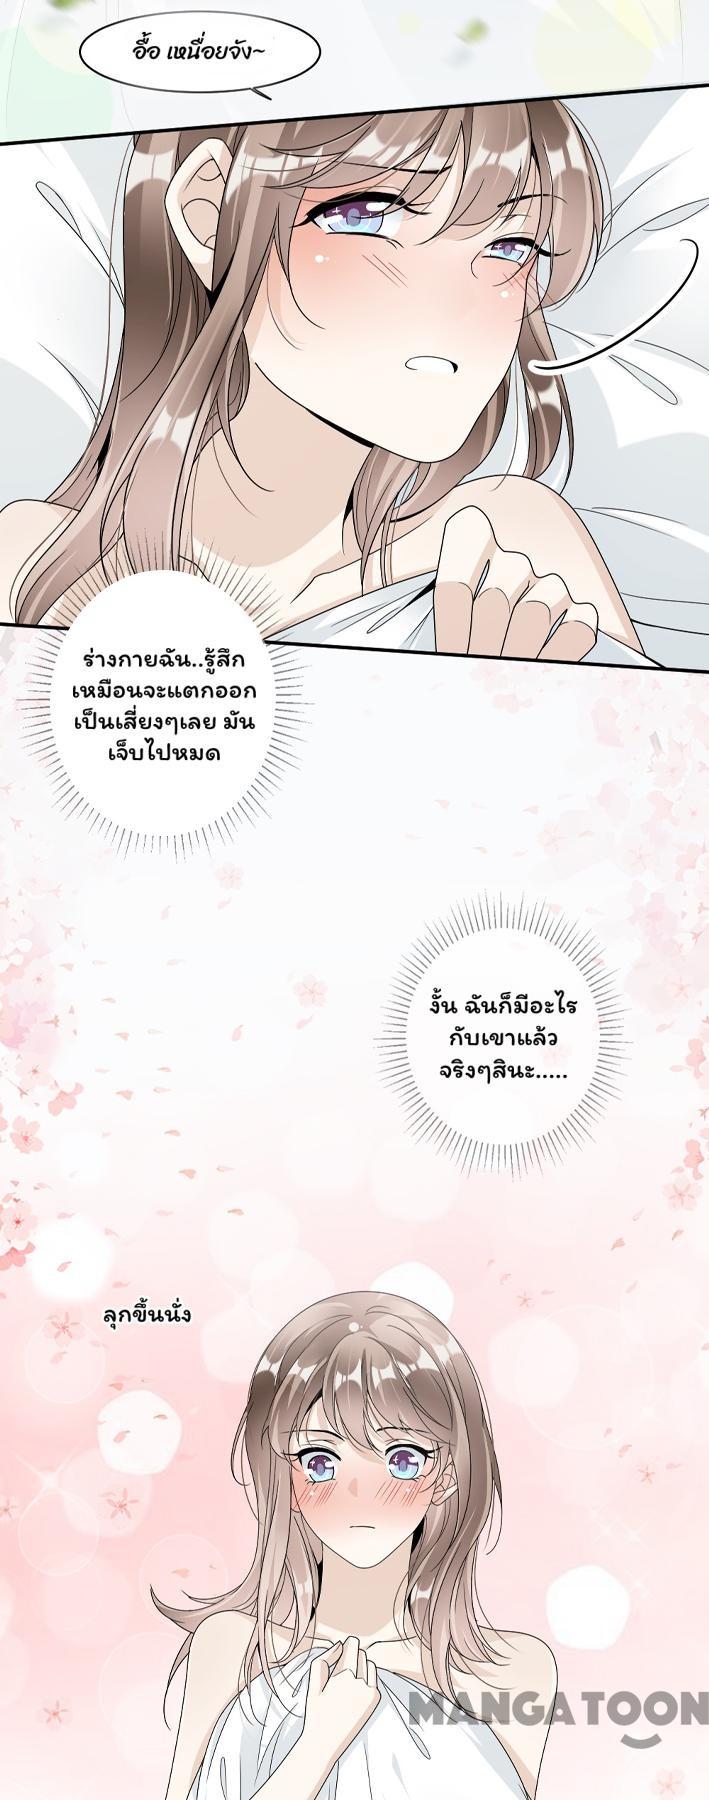 อื้อ เหนื่อยจัง~
ร่างกายฉัน..รู้สึก
เหมือนจะแตกออก
เป็นเสี่ยงๆเลย มัน
เจ็บไปหมด
งั้น ฉันก็มีอะไร
กับเขาแล้ว
จริงๆสินะ.....
ลุกขึ้นนั่ง
MANGATOON